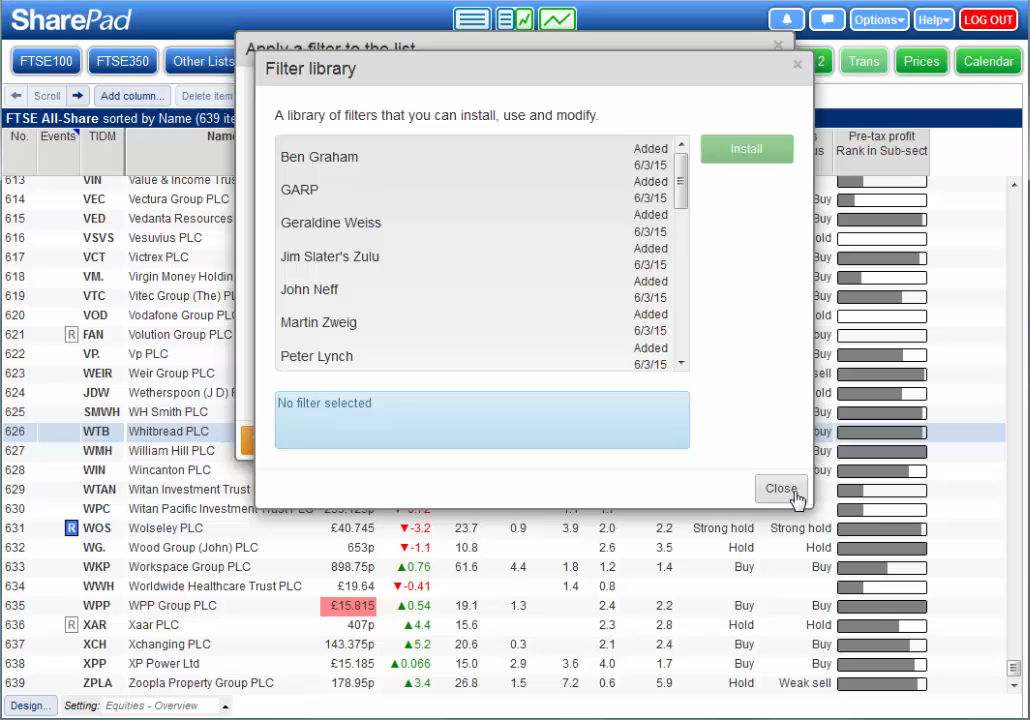 SharePad
Options
Help
LOG OUT
FTSE100
FTSE350
Other Lists
2
Trans
Prices
Calendar
Scroll
Add column...
Delete item
Apply a filter to the list
×
FTSE All-Share sorted by Name (639 ite
No. Events TIDM Name
Pre-tax profit
Rank in Sub-sect
Filter library
×
A library of filters that you can install, use and modify.
Ben Graham Added 6/3/15
GARP Added 6/3/15
Geraldine Weiss Added 6/3/15
Jim Slater's Zulu Added 6/3/15
John Neff Added 6/3/15
Martin Zweig Added 6/3/15
Peter Lynch Added 6/3/15
Install
No filter selected
Close
613 VIN Value & Income Trus
614 VEC Vectura Group PLC Buy
615 VED Vedanta Resources
616 VSVS Vesuvius PLC
617 VCT Victrex PLC Buy
618 VM. Virgin Money Holdin Buy
619 VTC Vitec Group (The) PL Buy
620 VOD Vodafone Group PLC
621 R FAN Volution Group PLC Buy
622 VP. Vp PLC Buy
623 WEIR Weir Group PLC sell
624 JDW Wetherspoon (J D) P
625 SMWH WH Smith PLC Buy
626 WTB Whitbread PLC Buy
627 WMH William Hill PLC Buy
628 WIN Wincanton PLC
629 WTAN Witan Investment Trust
630 WPC Witan Pacific Investment Trust PLC
631 R WOS Wolseley PLC £40.745 ▼-3.2 23.7 0.9 3.9 2.0 2.2 Strong hold Strong hold
632 WG. Wood Group (John) PLC 653p ▼-1.1 10.8 2.6 3.5 Hold Hold
633 WKP Workspace Group PLC 898.75p ▲0.76 61.6 4.4 1.8 1.2 1.4 Buy Buy
634 WWH Worldwide Healthcare Trust PLC £19.64 ▼-0.41 1.4 0.8
635 WPP WPP Group PLC £15.815 ▲0.54 19.1 1.3 2.4 2.2 Buy Buy
636 R XAR Xaar PLC 407p ▲4.4 15.6 2.3 2.8 Hold Hold
637 XCH Xchanging PLC 143.375p ▲5.2 20.6 0.3 2.1 2.4 Buy Buy
638 XPP XP Power Ltd £15.185 ▲0.066 15.0 2.9 3.6 4.0 1.7 Buy Buy
639 ZPLA Zoopla Property Group PLC 178.95p ▲3.4 26.8 1.5 7.2 0.6 5.9 Hold Weak sell
Design... Setting: Equities - Overview